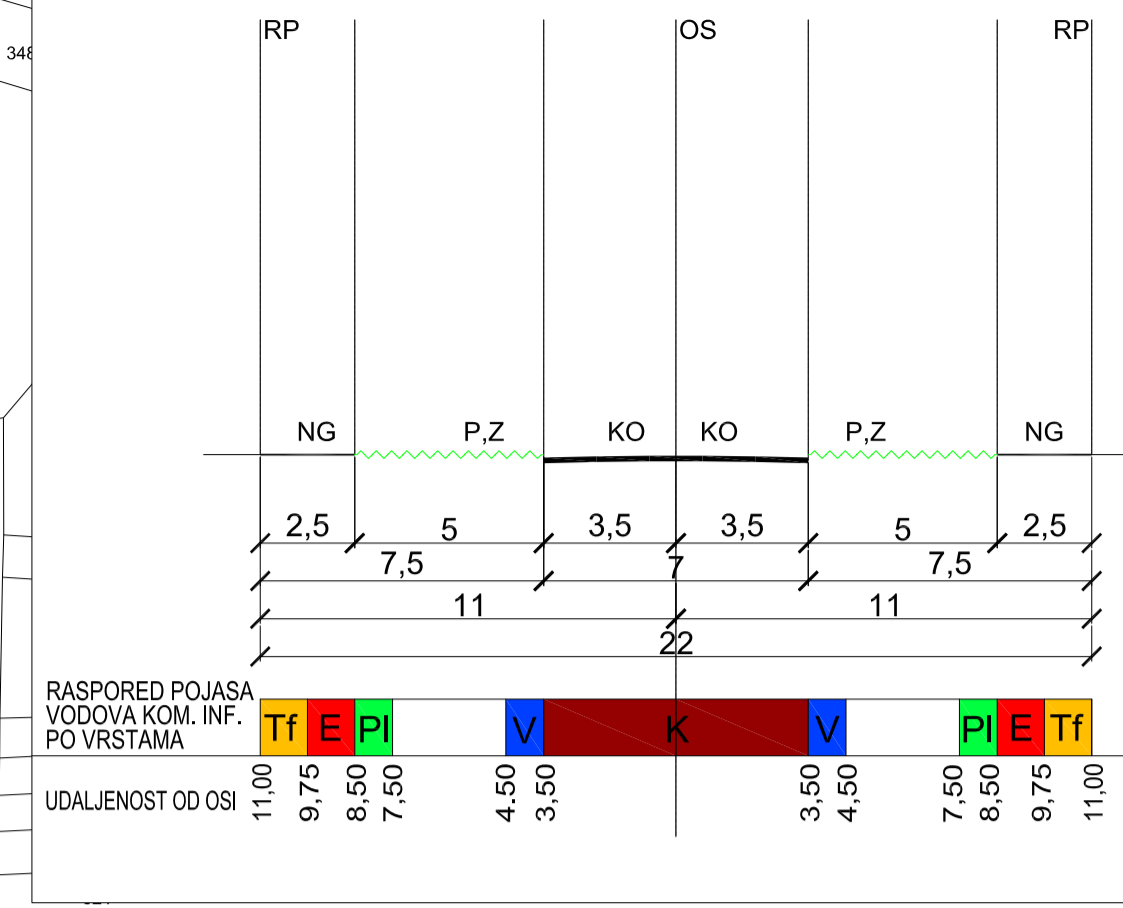 RP OS RP
348
NG P,Z KO KO P,Z NG
2,5 5 3,5 3,5 5 2,5
7,5 7 7,5
11 11
22
RASPORED POJASA
VODOVA KOM. INF.
PO VRSTAMA
Tf E Pl V K V Pl E Tf
UDALJENOST OD OSI
11,00 9,75 8,50 7,50 4.50 3,50 3,50 4,50 7,50 8,50 9,75 11,00